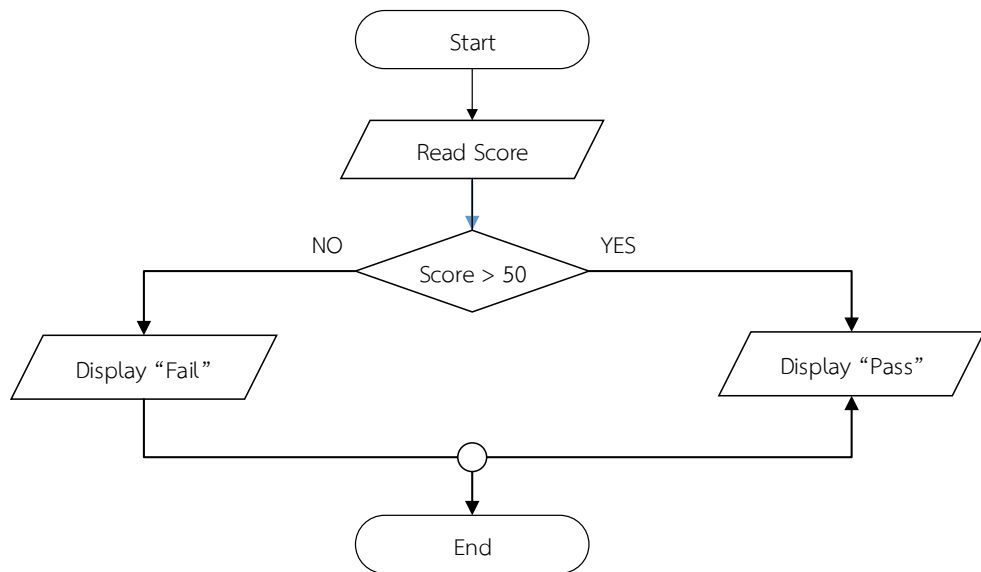 Start
Read Score
NO
YES
Score > 50
Display “Fail”
Display “Pass”
End